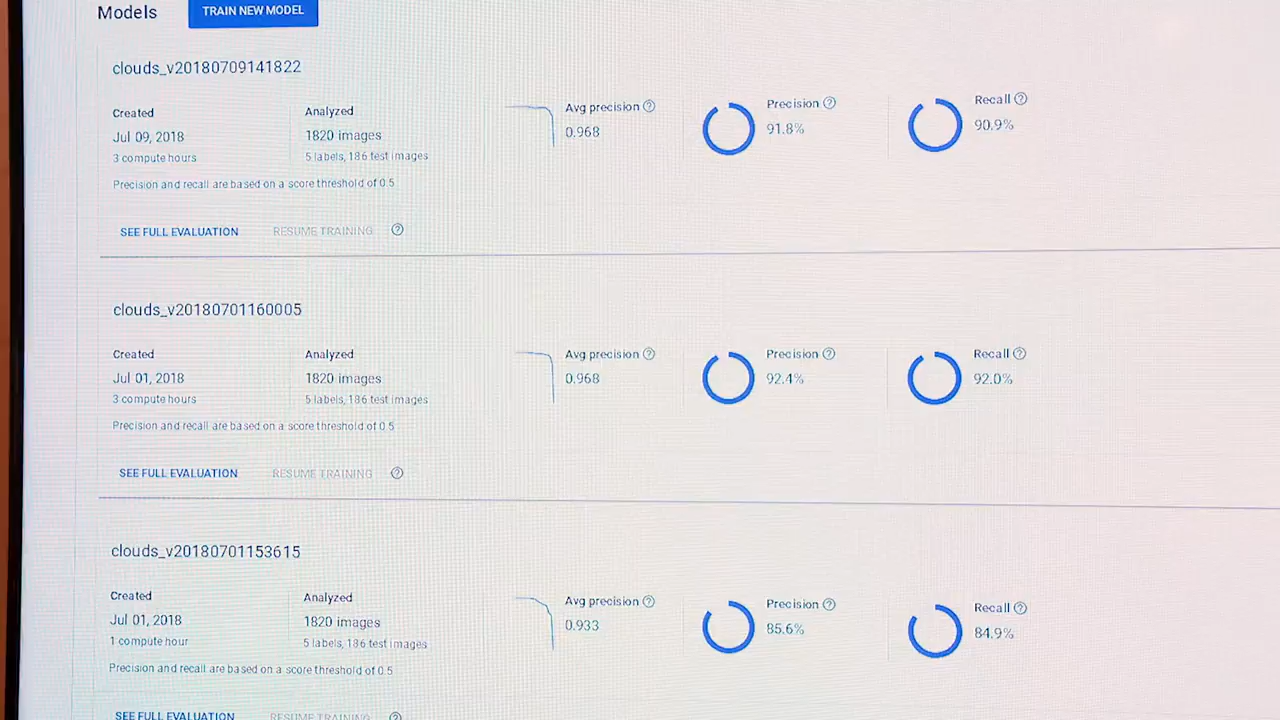 Models
TRAIN NEW MODEL
clouds_v20180709141822
Created
Jul 09, 2018
3 compute hours
Analyzed
1820 images
5 labels, 186 test images
Avg precision
0.968
Precision
91.8%
Recall
90.9%
Precision and recall are based on a score threshold of 0.5
SEE FULL EVALUATION
RESUME TRAINING
clouds_v20180701160005
Created
Jul 01, 2018
3 compute hours
Analyzed
1820 images
5 labels, 186 test images
Avg precision
0.968
Precision
92.4%
Recall
92.0%
Precision and recall are based on a score threshold of 0.5
SEE FULL EVALUATION
RESUME TRAINING
clouds_v20180701153615
Created
Jul 01, 2018
1 compute hour
Analyzed
1820 images
5 labels, 186 test images
Avg precision
0.933
Precision
85.6%
Recall
84.9%
Precision and recall are based on a score threshold of 0.5
SEE FULL EVALUATION
RESUME TRAINING